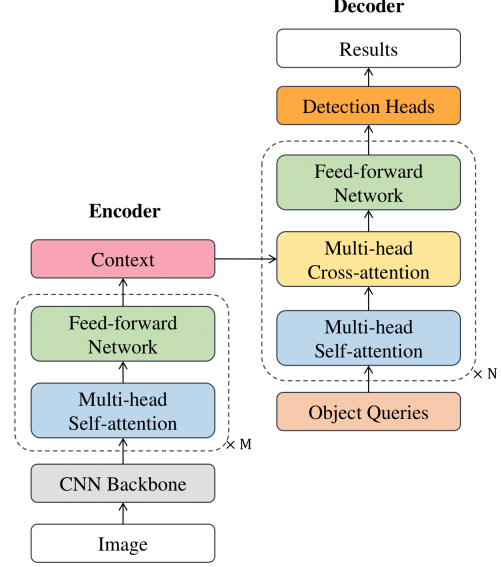 Decoder
Results
Detection Heads
Feed-forward
Network
Multi-head
Cross-attention
Multi-head
Self-attention
× N
Object Queries
Encoder
Context
Feed-forward
Network
Multi-head
Self-attention
× M
CNN Backbone
Image